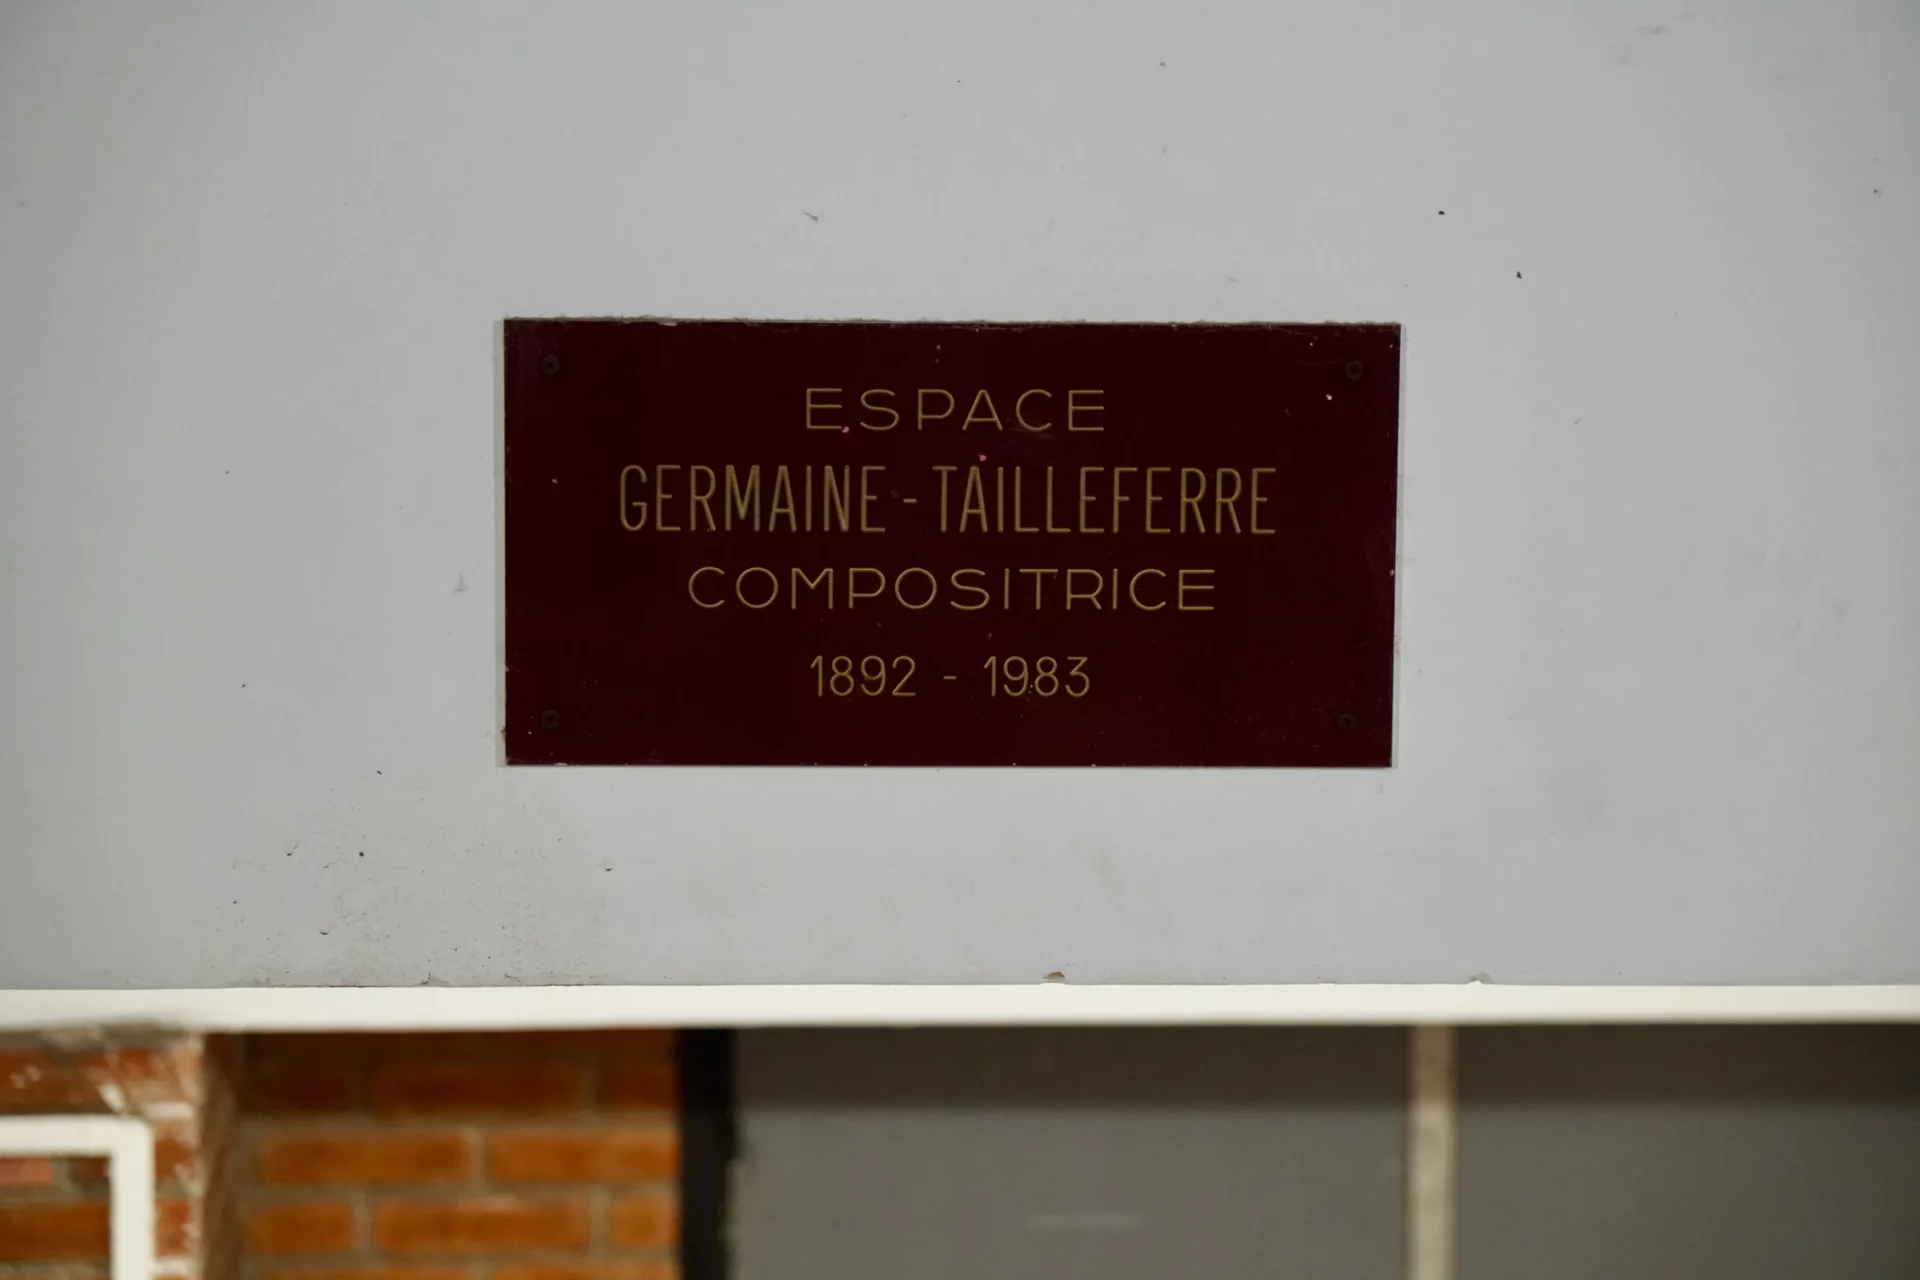 ESPACE
GERMAINE - TAILLEFERRE
COMPOSITRICE
1892 - 1983